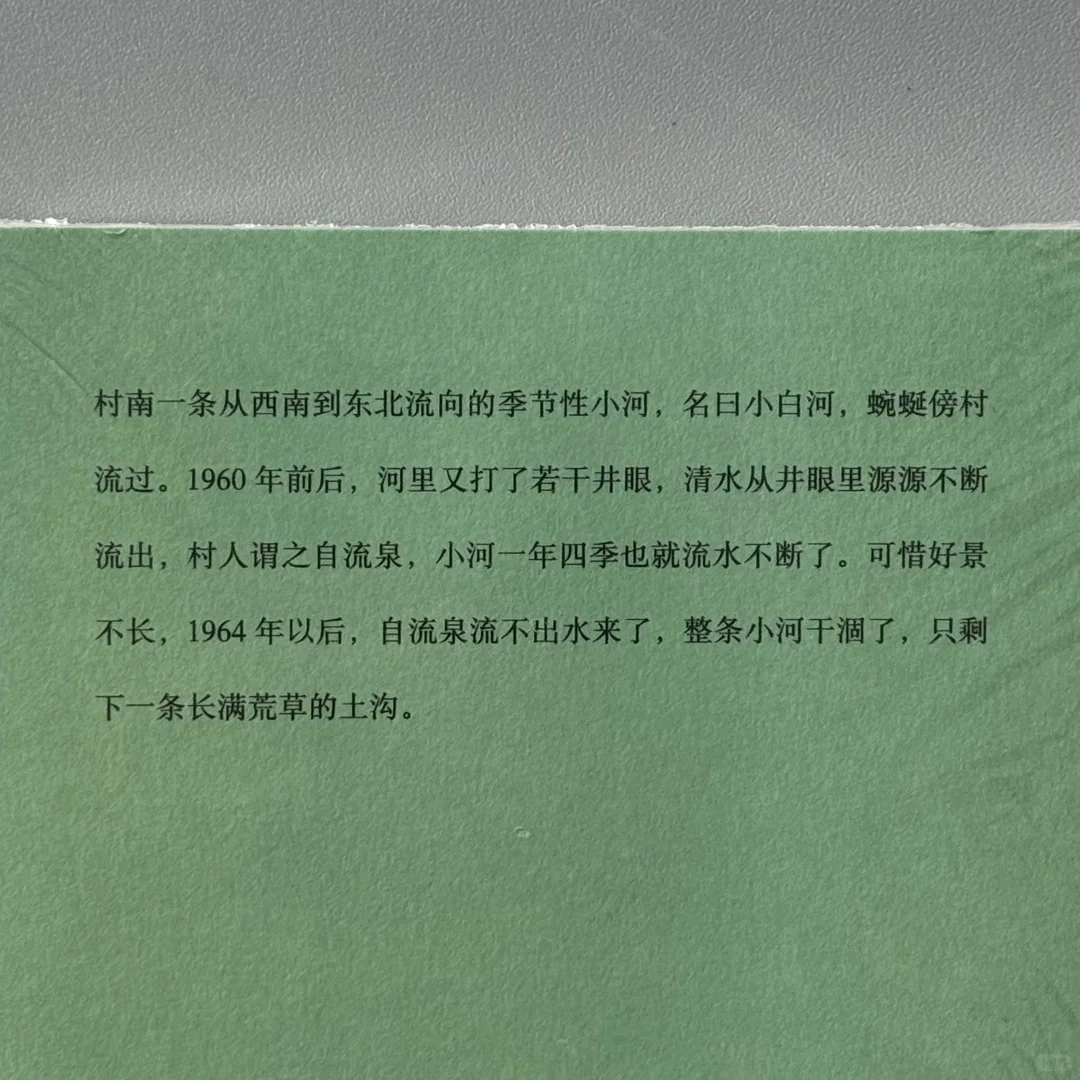 村南一条从西南到东北流向的季节性小河，名曰小白河，蜿蜒傍村
流过。1960 年前后，河里又打了若干井眼，清水从井眼里源源不断
流出，村人谓之自流泉，小河一年四季也就流水不断了。可惜好景
不长，1964 年以后，自流泉流不出水来了，整条小河干涸了，只剩
下一条长满荒草的土沟。